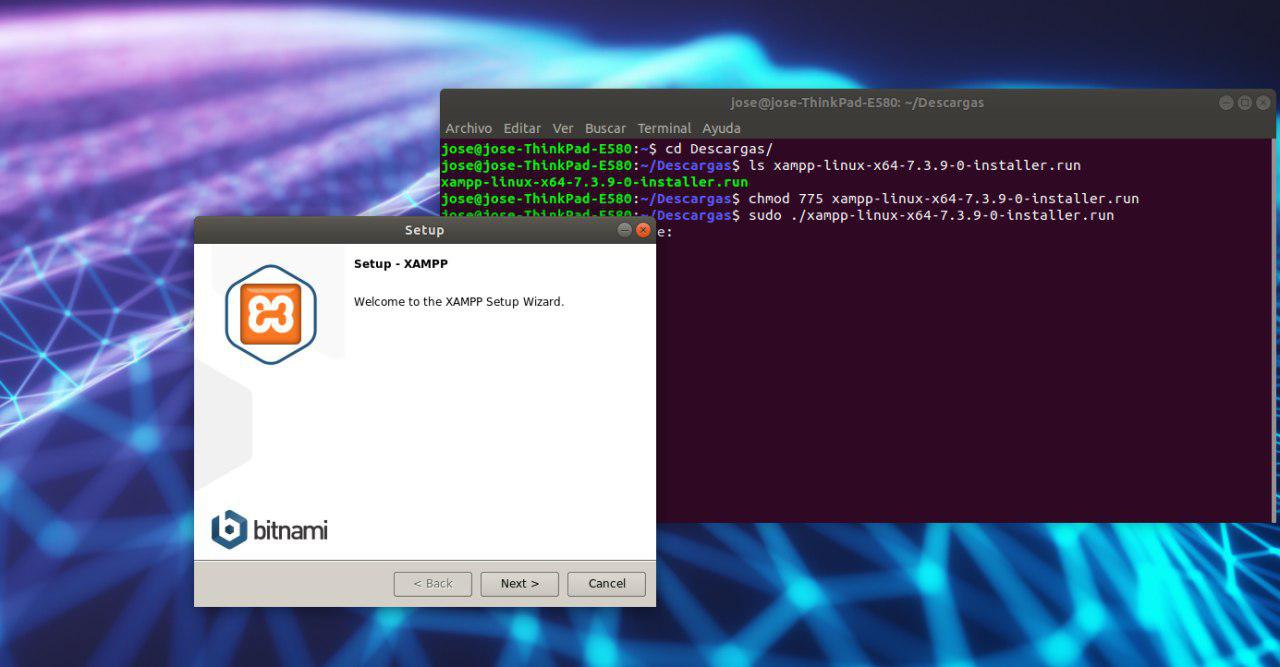 jose@jose-ThinkPad-E580: ~/Descargas
Archivo Editar Ver Buscar Terminal Ayuda
jose@jose-ThinkPad-E580:~$ cd Descargas/
jose@jose-ThinkPad-E580:~/Descargas$ ls xampp-linux-x64-7.3.9-0-installer.run
xampp-linux-x64-7.3.9-0-installer.run
jose@jose-ThinkPad-E580:~/Descargas$ chmod 775 xampp-linux-x64-7.3.9-0-installer.run
jose@jose-ThinkPad-E580:~/Descargas$ sudo ./xampp-linux-x64-7.3.9-0-installer.run
e:
Setup
Setup - XAMPP
Welcome to the XAMPP Setup Wizard.
bitnami
< Back Next > Cancel